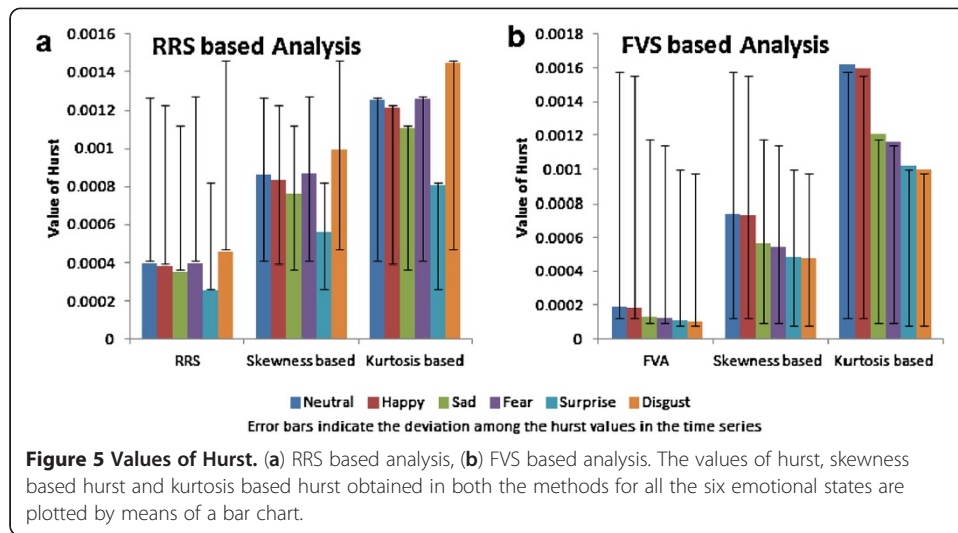 a
RRS based Analysis
Value of Hurst
0.0016
0.0014
0.0012
0.001
0.0008
0.0006
0.0004
0.0002
0
RRS Skewness based Kurtosis based
b
FVS based Analysis
Value of Hurst
0.0018
0.0016
0.0014
0.0012
0.001
0.0008
0.0006
0.0004
0.0002
0
FVA Skewness based Kurtosis based
Neutral Happy Sad Fear Surprise Disgust
Error bars indicate the deviation among the hurst values in the time series
Figure 5 Values of Hurst. (a) RRS based analysis, (b) FVS based analysis. The values of hurst, skewness
based hurst and kurtosis based hurst obtained in both the methods for all the six emotional states are
plotted by means of a bar chart.